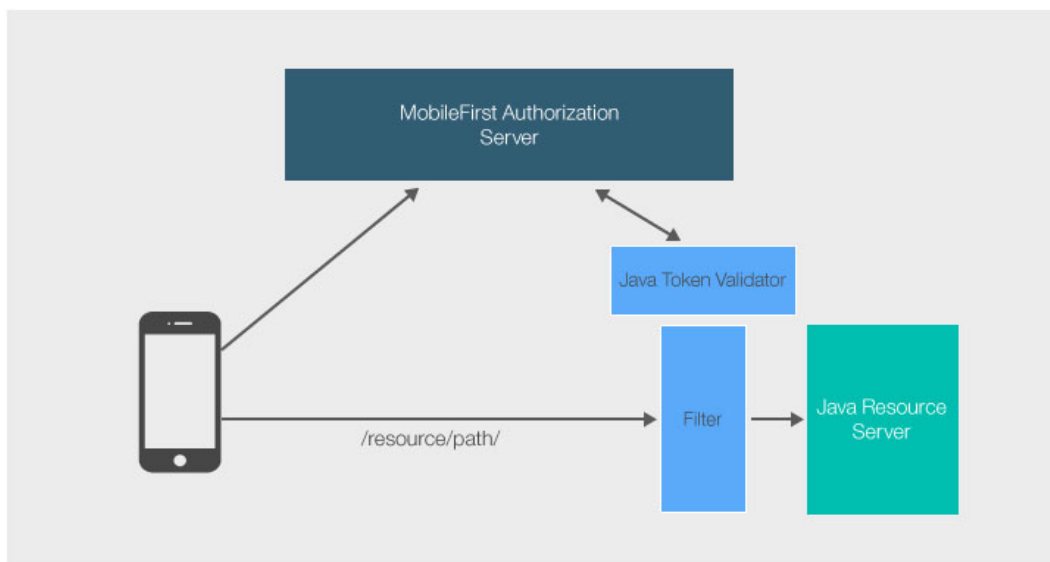 MobileFirst Authorization
Server
Java Token Validator
/resource/path/
Filter
Java Resource
Server